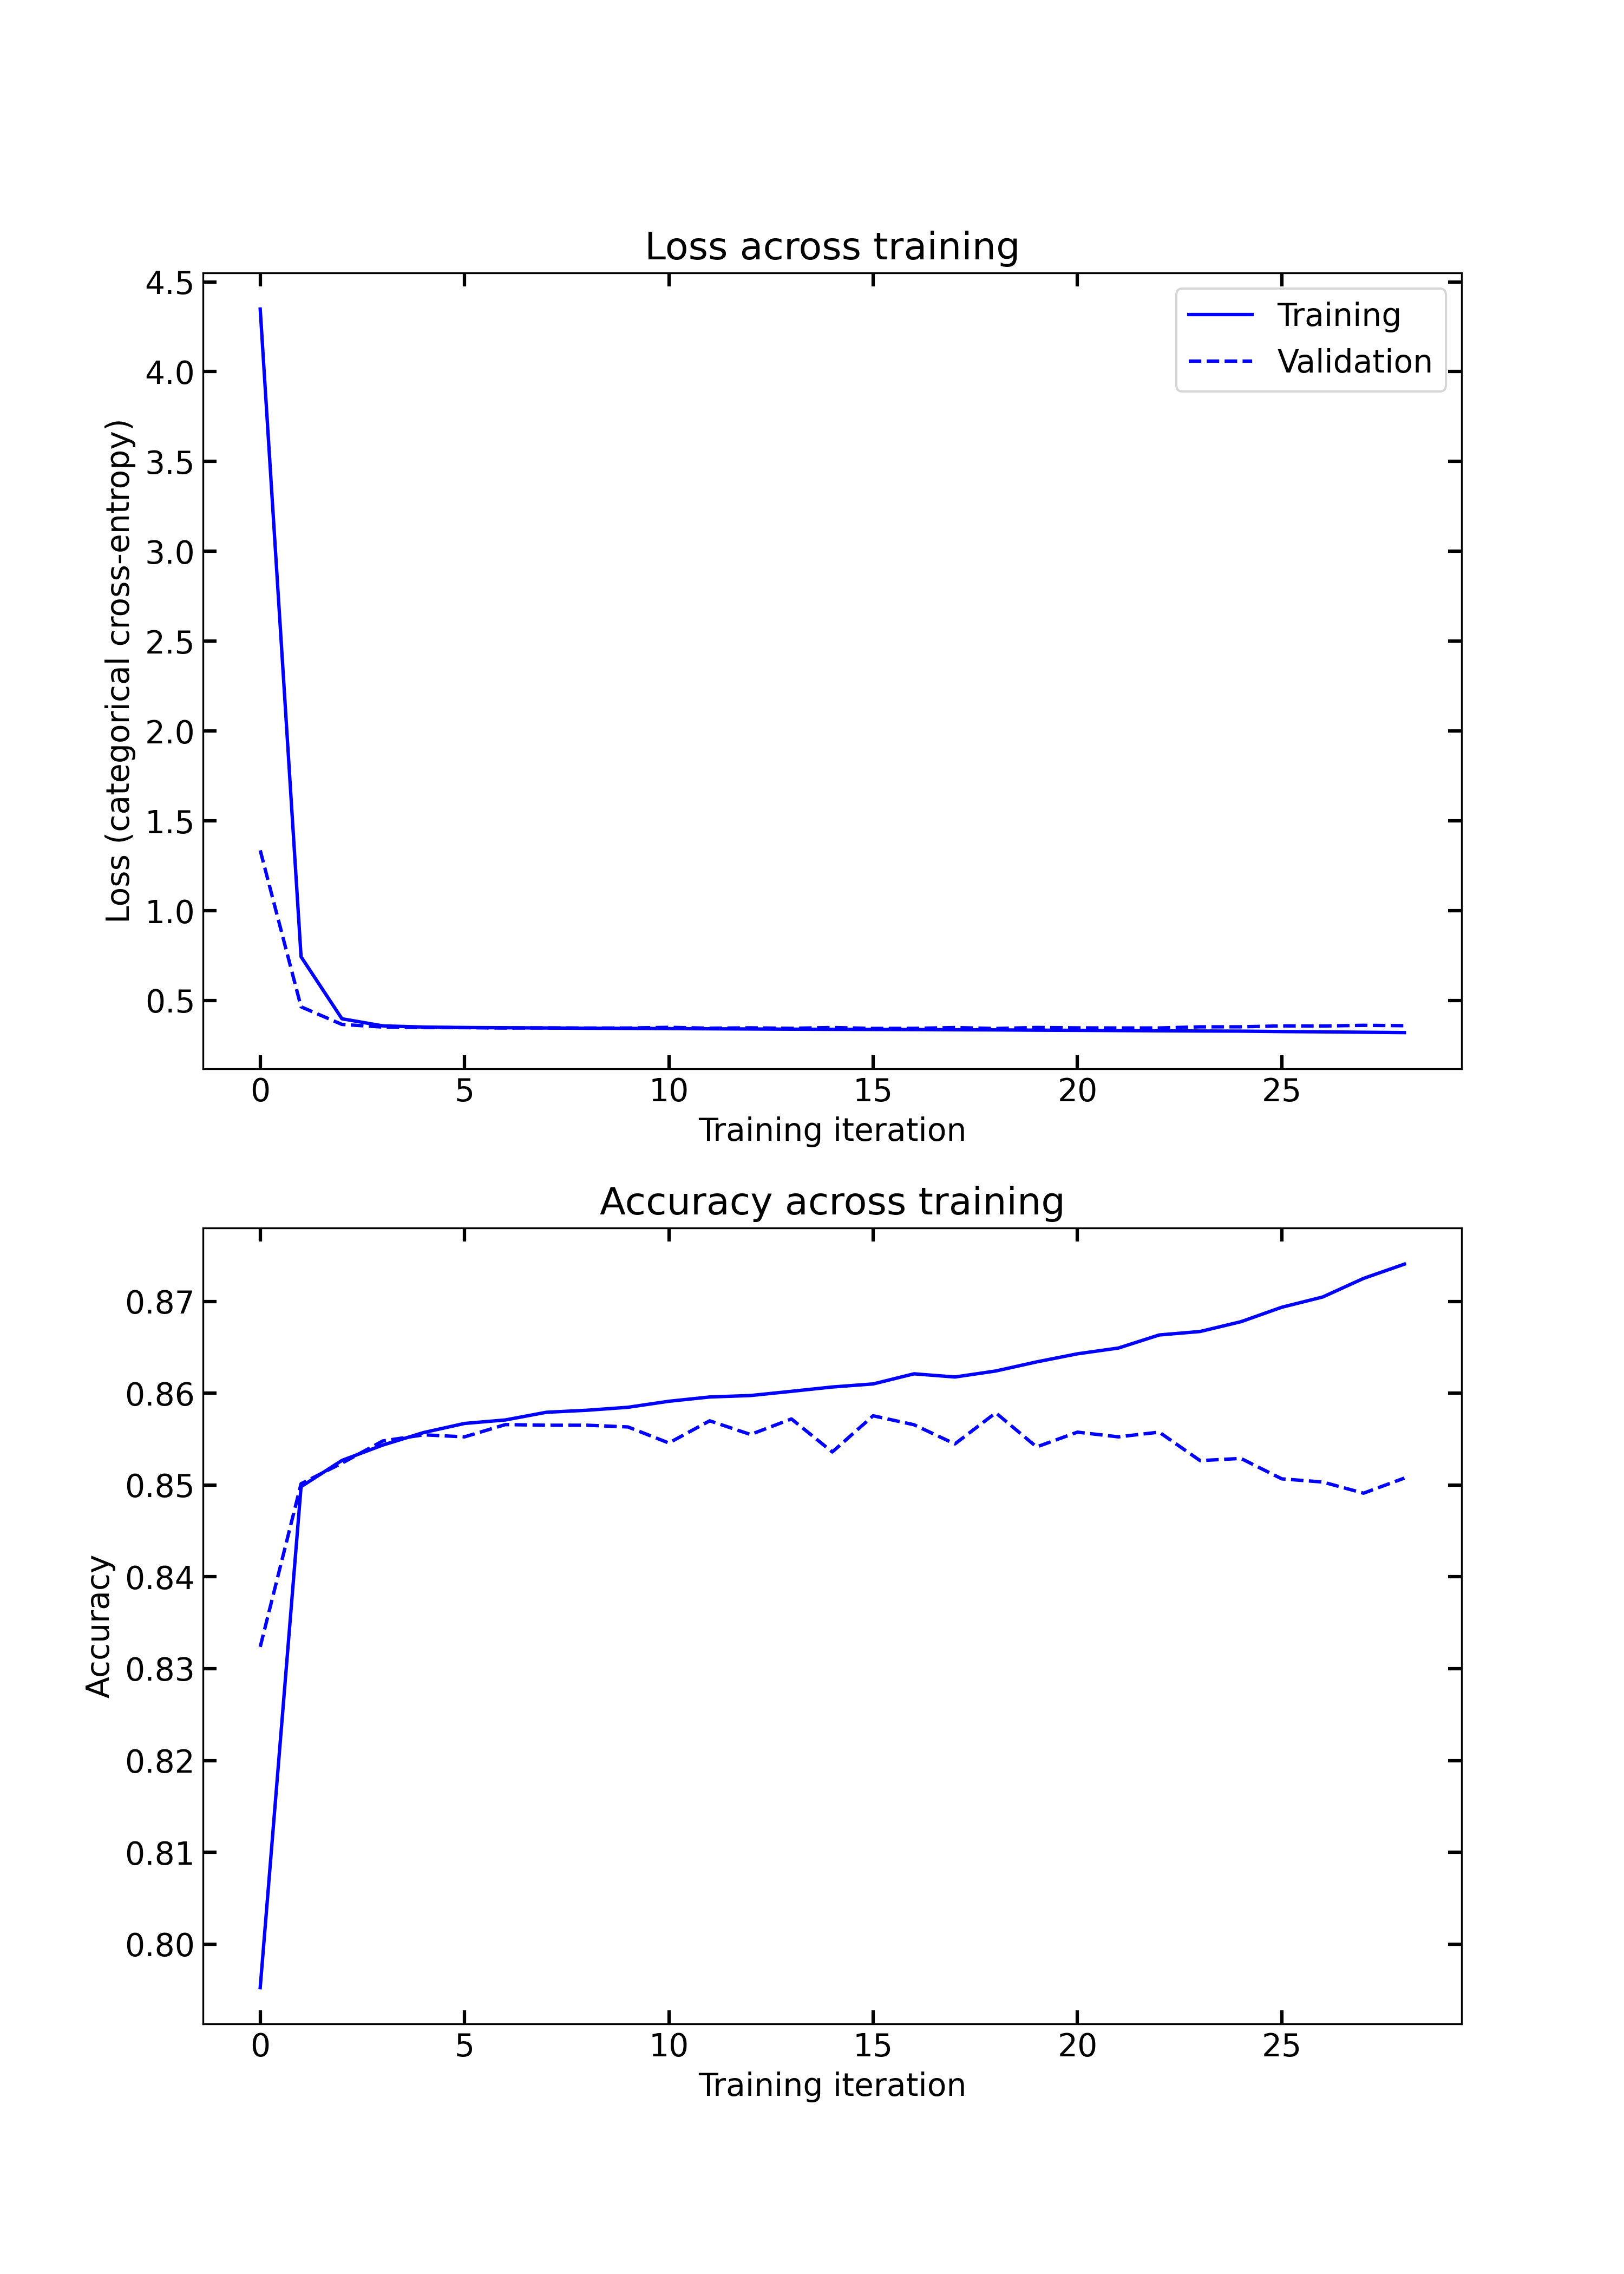 Loss across training
4.5
4.0
3.5
3.0
2.5
2.0
1.5
1.0
0.5
Loss (categorical cross-entropy)
Training
Validation
0 5 10 15 20 25
Training iteration
Accuracy across training
0.87
0.86
0.85
0.84
0.83
0.82
0.81
0.80
Accuracy
0 5 10 15 20 25
Training iteration